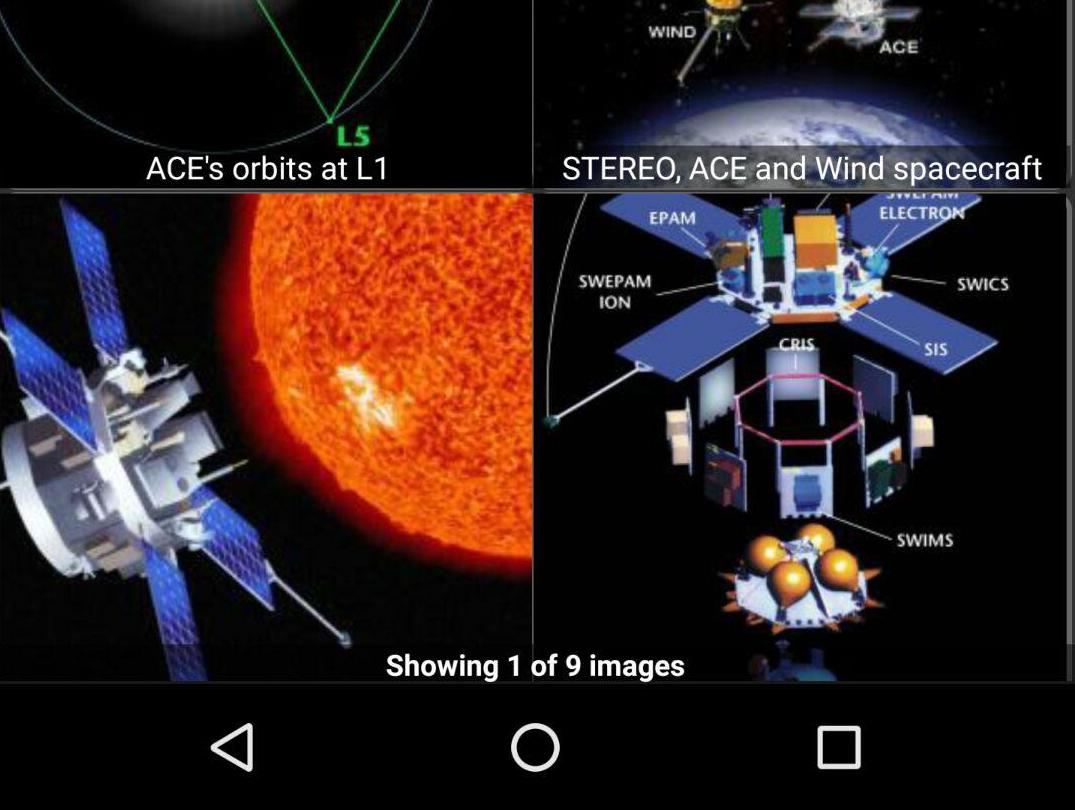 WIND
ACE
L5
ACE's orbits at L1
STEREO, ACE and Wind spacecraft
EPAM
SWEPAM
ELECTRON
SWEPAM
ION
SWICS
SIS
CRIS
SWIMS
Showing 1 of 9 images